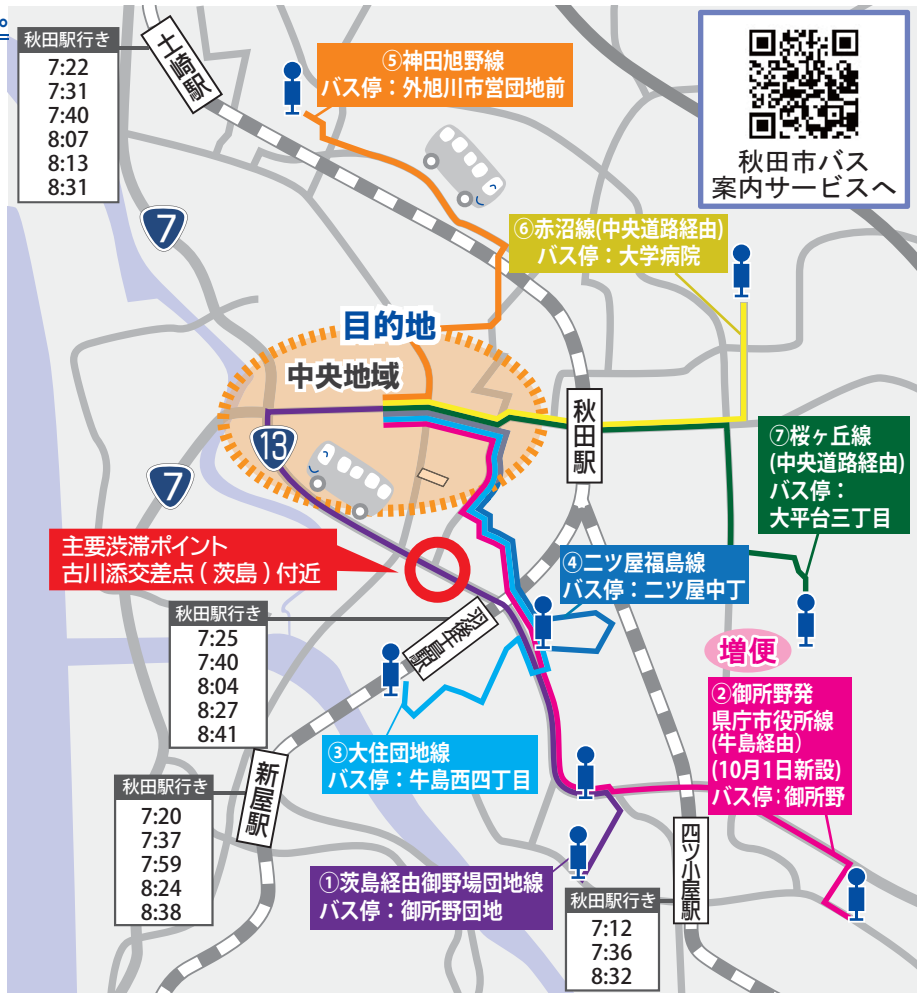 秋田駅行き
7:22
7:31
7:40
8:07
8:13
8:31
土崎駅
⑤神田旭野線
バス停：外旭川市営団地前
秋田市バス
案内サービスへ
7
⑥赤沼線(中央道路経由)
バス停：大学病院
目的地
中央地域
13
7
秋田駅
⑦桜ヶ丘線
(中央道路経由)
バス停：
大平台三丁目
主要渋滞ポイント
古川添交差点(茨島)付近
④二ツ屋福島線
バス停：二ツ屋中丁
秋田駅行き
7:25
7:40
8:04
8:27
8:41
羽後牛島駅
増便
②御所野発
県庁市役所線
(牛島経由)
(10月1日新設)
バス停：御所野
③大住団地線
バス停：牛島西四丁目
新屋駅
秋田駅行き
7:20
7:37
7:59
8:24
8:38
四ツ小屋駅
①茨島経由御野場団地線
バス停：御所野団地
秋田駅行き
7:12
7:36
8:32